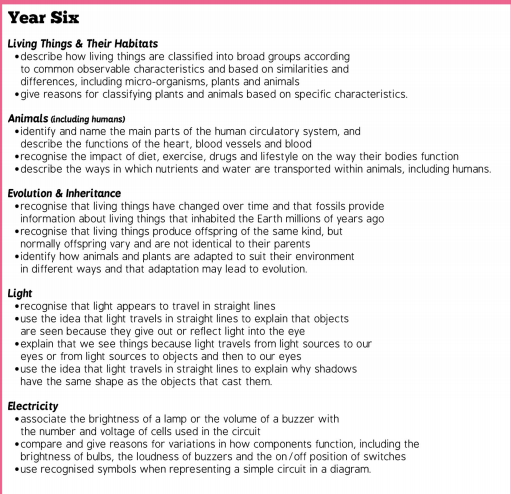 Year Six
Living Things & Their Habitats
•describe how living things are classified into broad groups according
to common observable characteristics and based on similarities and
differences, including micro-organisms, plants and animals
•give reasons for classifying plants and animals based on specific characteristics.
Animals (including humans)
•identify and name the main parts of the human circulatory system, and
describe the functions of the heart, blood vessels and blood
•recognise the impact of diet, exercise, drugs and lifestyle on the way their bodies function
•describe the ways in which nutrients and water are transported within animals, including humans.
Evolution & Inheritance
•recognise that living things have changed over time and that fossils provide
information about living things that inhabited the Earth millions of years ago
•recognise that living things produce offspring of the same kind, but
normally offspring vary and are not identical to their parents
•identify how animals and plants are adapted to suit their environment
in different ways and that adaptation may lead to evolution.
Light
•recognise that light appears to travel in straight lines
•use the idea that light travels in straight lines to explain that objects
are seen because they give out or reflect light into the eye
•explain that we see things because light travels from light sources to our
eyes or from light sources to objects and then to our eyes
•use the idea that light travels in straight lines to explain why shadows
have the same shape as the objects that cast them.
Electricity
•associate the brightness of a lamp or the volume of a buzzer with
the number and voltage of cells used in the circuit
•compare and give reasons for variations in how components function, including the
brightness of bulbs, the loudness of buzzers and the on/off position of switches
•use recognised symbols when representing a simple circuit in a diagram.